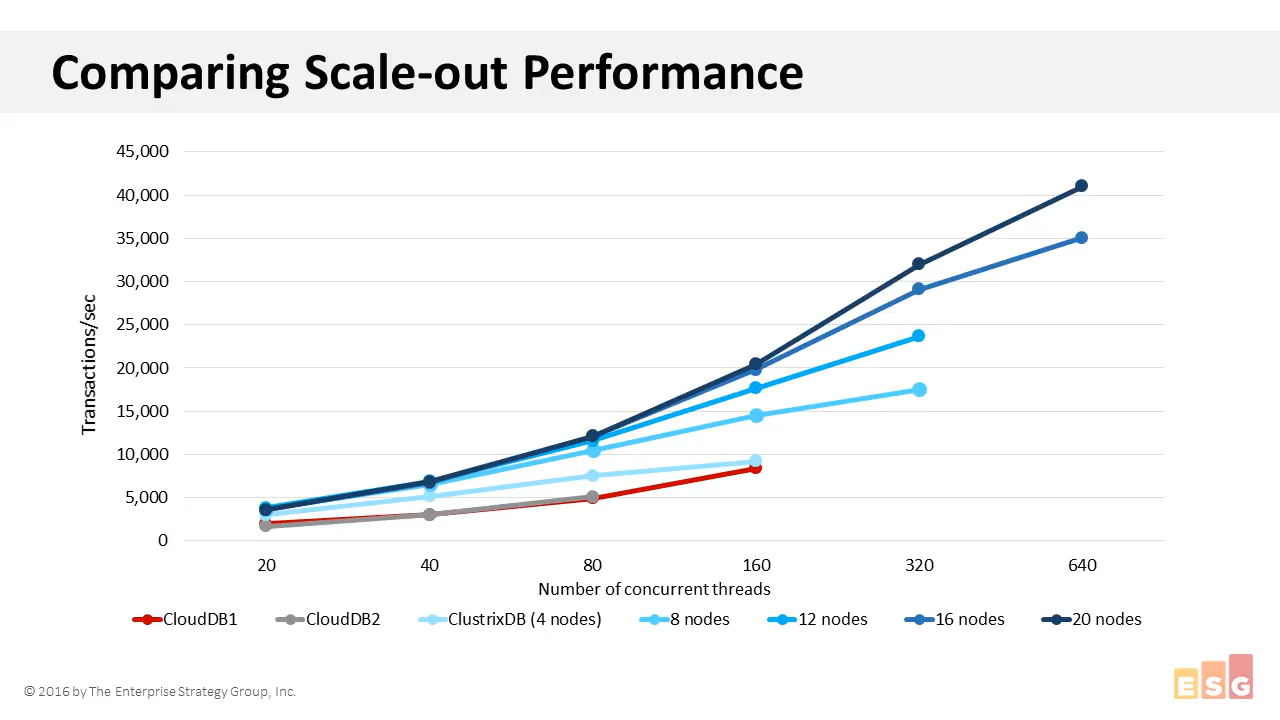 Comparing Scale-out Performance
45,000
40,000
35,000
30,000
25,000
20,000
15,000
10,000
5,000
0
Transactions/sec
20 40 80 160 320 640
Number of concurrent threads
CloudDB1 CloudDB2 ClustrixDB (4 nodes) 8 nodes 12 nodes 16 nodes 20 nodes
© 2016 by The Enterprise Strategy Group, Inc.
ESG